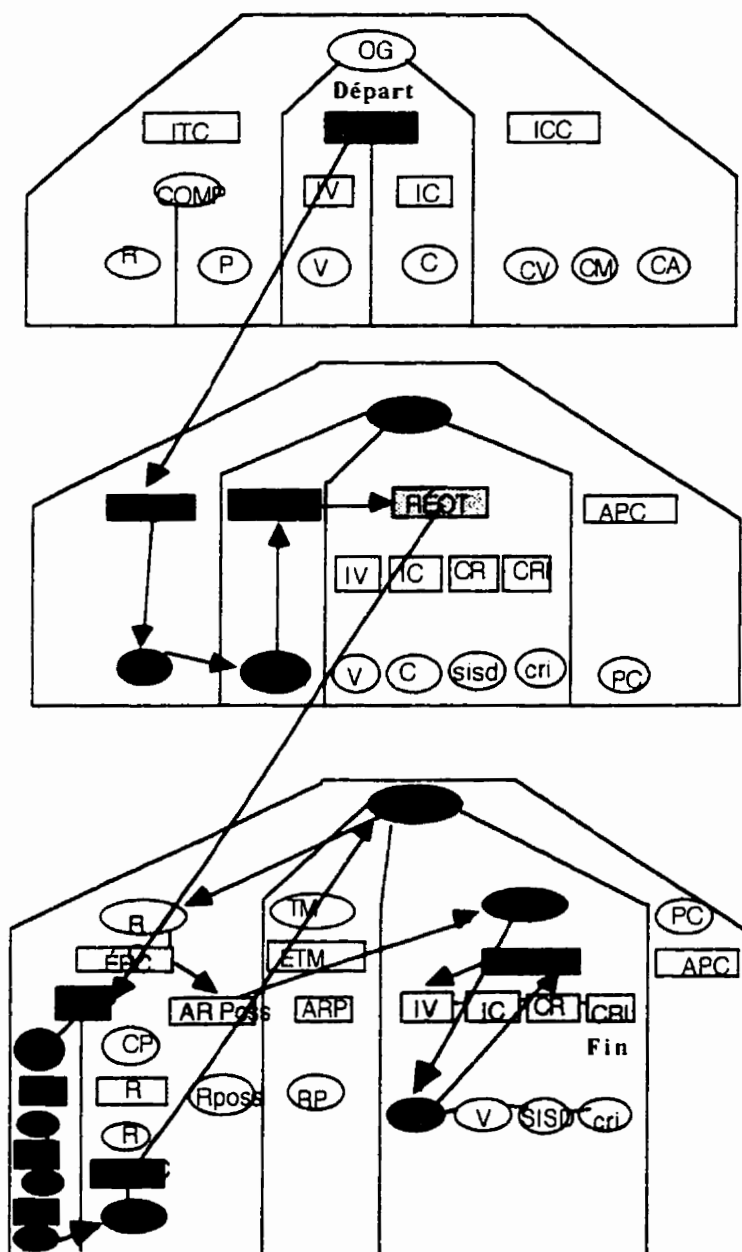 OG
Départ
ITC
ICC
COMP
IV
IC
R
P
V
C
CV
CM
CA
RÉOT
APC
IV
IC
CR
CRI
V
C
sisd
cri
PC
R
TM
PC
ÉPC
ETM
APC
AR Poss
ARP
IV
IC
CR
CRI
Fin
CP
R
Rposs
RP
V
SISD
cri
R